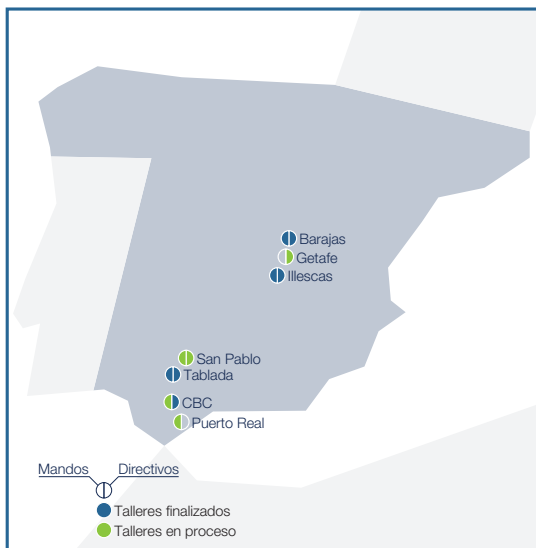 Barajas
Getafe
Illescas
San Pablo
Tablada
CBC
Puerto Real
Mandos Directivos
Talleres finalizados
Talleres en proceso